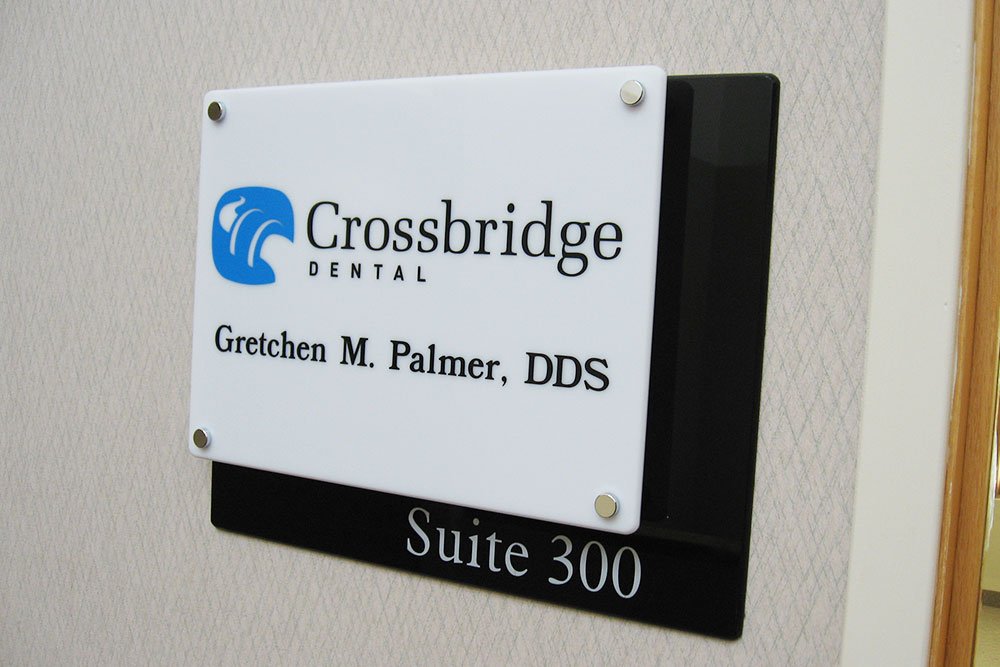 Crossbridge
DENTAL
Gretchen M. Palmer, DDS
Suite 300